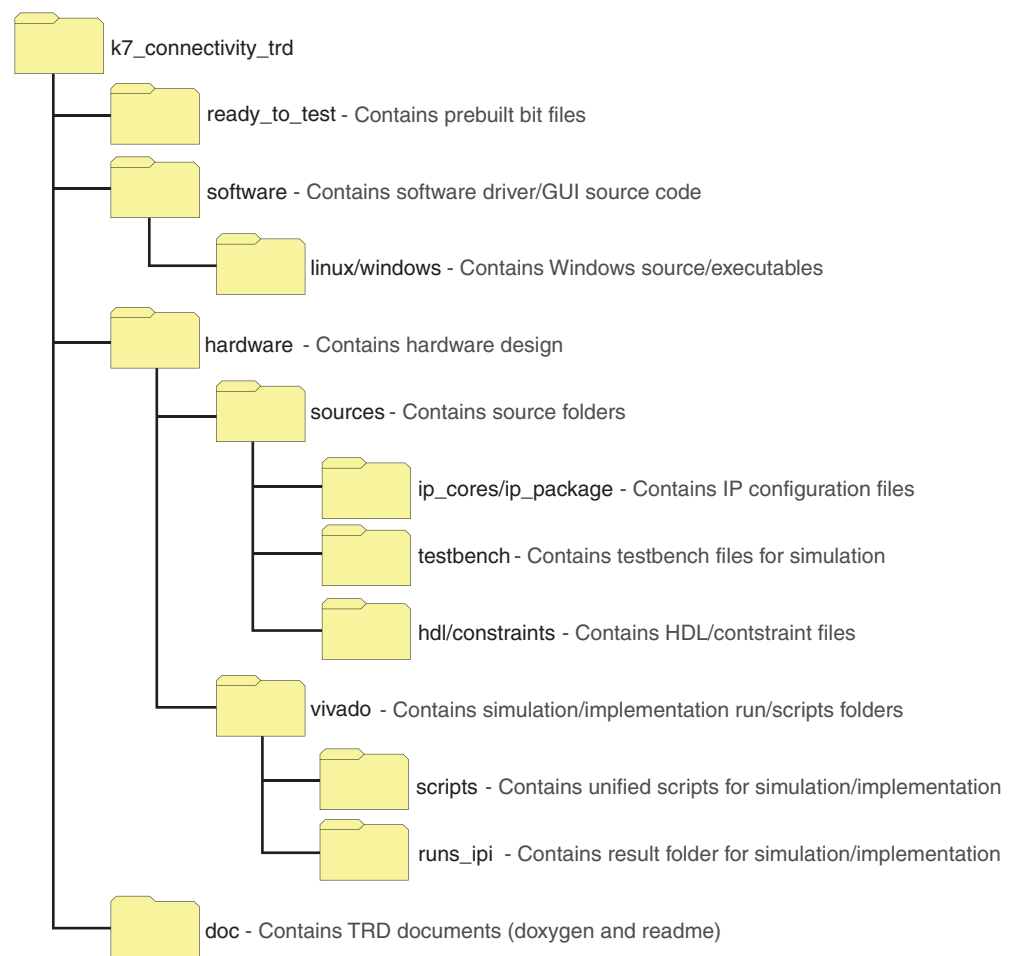 k7_connectivity_trd
ready_to_test - Contains prebuilt bit files
software - Contains software driver/GUI source code
linux/windows - Contains Windows source/executables
hardware - Contains hardware design
sources - Contains source folders
ip_cores/ip_package - Contains IP configuration files
testbench - Contains testbench files for simulation
hdl/constraints - Contains HDL/contstraint files
vivado - Contains simulation/implementation run/scripts folders
scripts - Contains unified scripts for simulation/implementation
runs_ipi - Contains result folder for simulation/implementation
doc - Contains TRD documents (doxygen and readme)